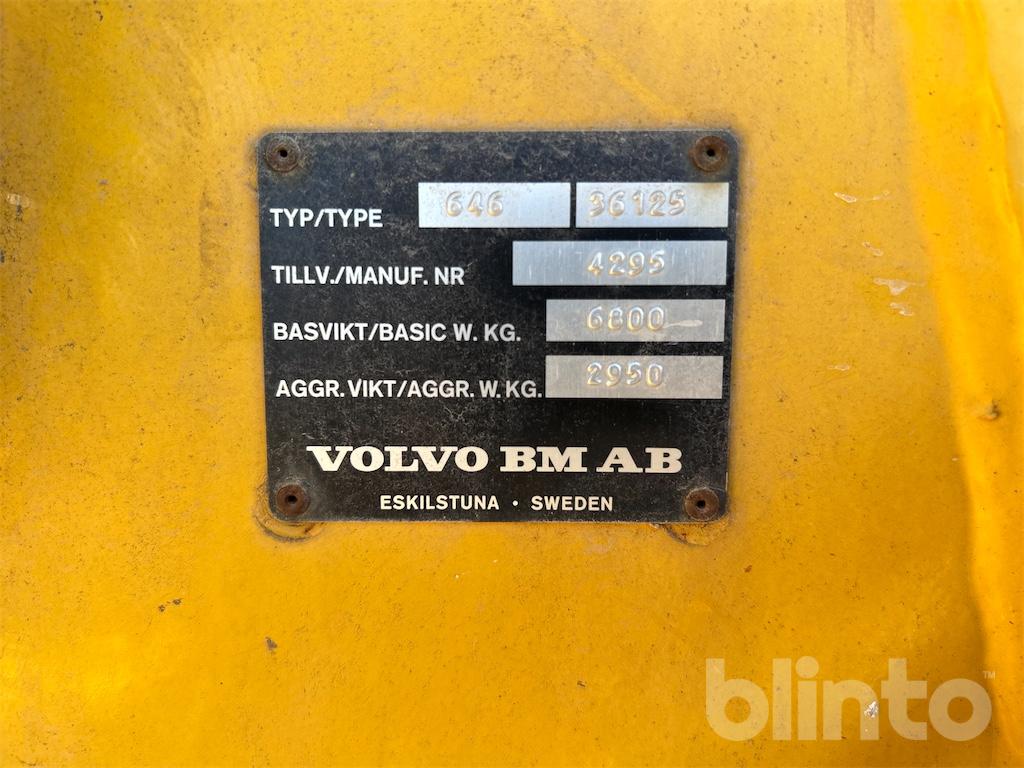 TYP/TYPE 646 36125
TILLV./MANUF. NR 4295
BASVIKT/BASIC W. KG. 6800
AGGR. VIKT/AGGR. W. KG. 2950
VOLVO BM AB
ESKILSTUNA · SWEDEN
blinto™